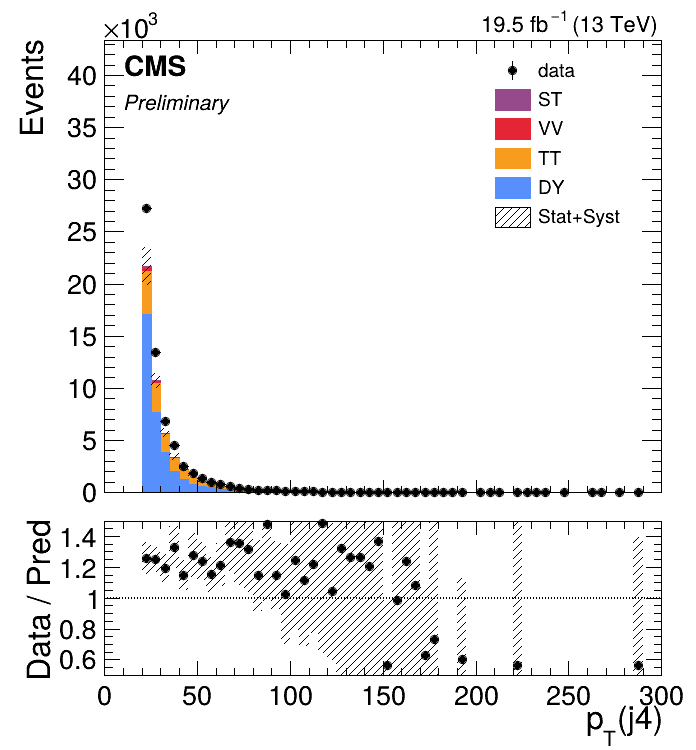 ×10³
19.5 fb⁻¹ (13 TeV)
Events
CMS
Preliminary
data
ST
VV
TT
DY
Stat+Syst
40
35
30
25
20
15
10
5
0
Data / Pred
1.4
1.2
1
0.8
0.6
0 50 100 150 200 250 300
p_T(j4)